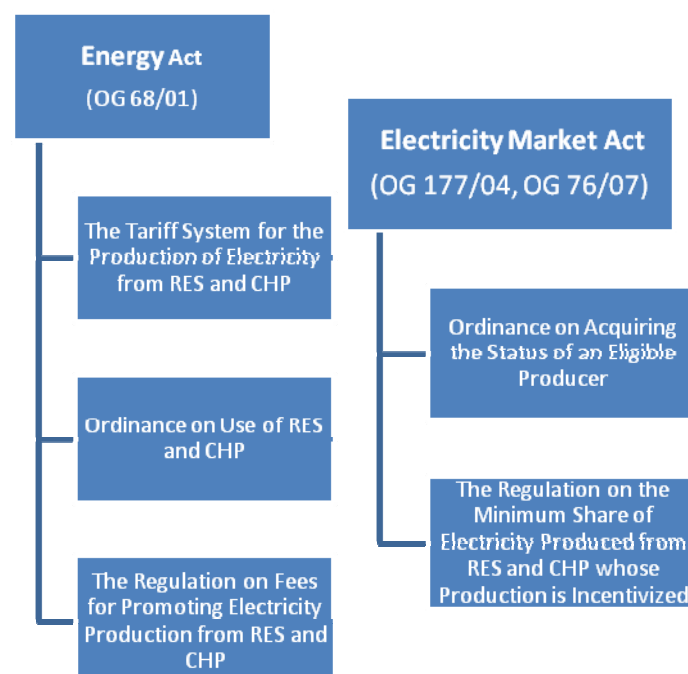 Energy Act
(OG 68/01)
The Tariff System for the
Production of Electricity
from RES and CHP
Ordinance on Use of RES
and CHP
The Regulation on Fees
for Promoting Electricity
Production from RES and
CHP
Electricity Market Act
(OG 177/04, OG 76/07)
Ordinance on Acquiring
the Status of an Eligible
Producer
The Regulation on the
Minimum Share of
Electricity Produced from
RES and CHP whose
Production is Incentivized